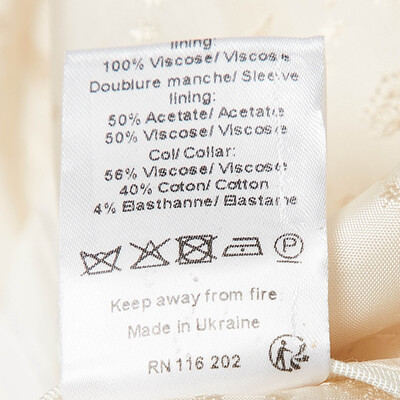 lining:
100% Viscose/ Viscose
Doublure manche/ Sleeve
lining:
50% Acetate/ Acetate
50% Viscose/ Viscose
Col/ Collar:
56% Viscose/ Viscose
40% Coton/ Cotton
4% Elasthanne/ Elastane
P
Keep away from fire
Made in Ukraine
RN 116 202